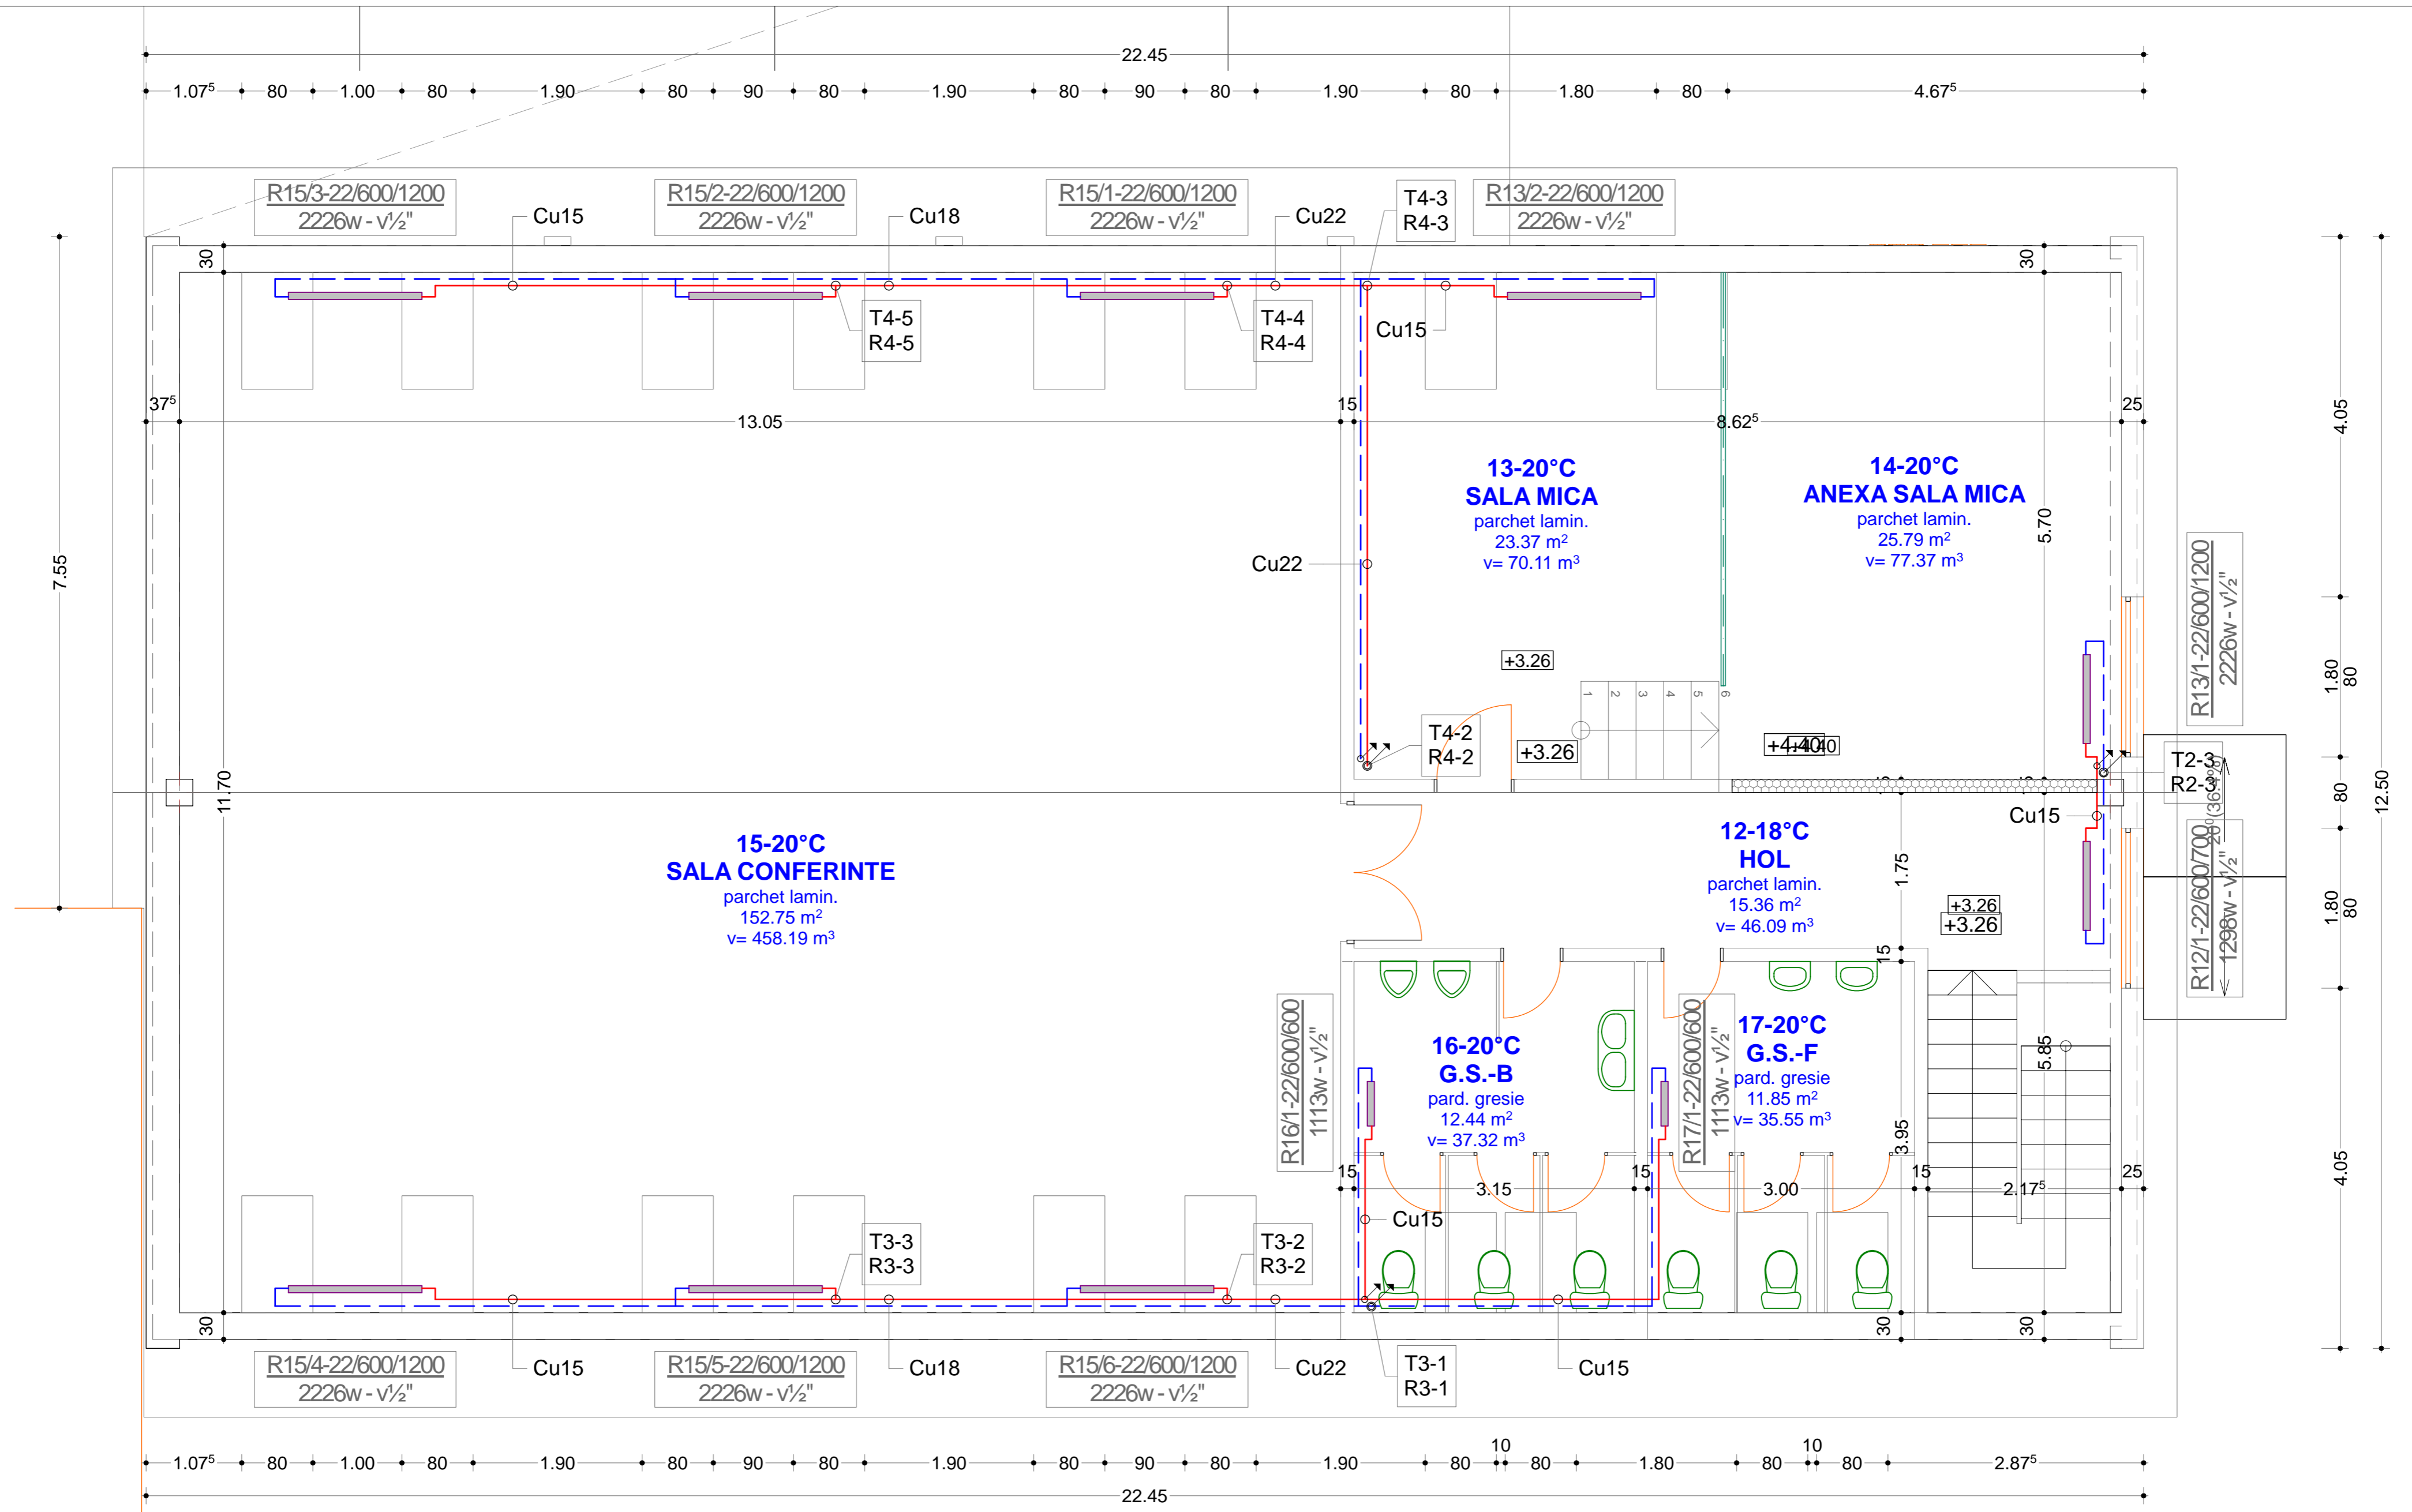 22.45
1.07⁵ 80 1.00 80 1.90 80 90 80 1.90 80 90 80 1.90 80 1.80 80 4.67⁵
R15/3-22/600/1200
2226w - v½"
Cu15
R15/2-22/600/1200
2226w - v½"
Cu18
R15/1-22/600/1200
2226w - v½"
Cu22
T4-3
R4-3
R13/2-22/600/1200
2226w - v½"
30
30
T4-5
R4-5
T4-4
R4-4
Cu15
37⁵
13.05
15
8.62⁵
25
4.05
13-20°C
SALA MICA
parchet lamin.
23.37 m²
v= 70.11 m³
14-20°C
ANEXA SALA MICA
parchet lamin.
25.79 m²
v= 77.37 m³
5.70
7.55
Cu22
R13/1-22/600/1200
2226w - v½"
+3.26
1 2 3 4 5 6
1.80
80
T4-2
R4-2
+3.26
+4.40
+4.40
T2-3
R2-3
20⁰(36.4%)
11.70
80
12.50
Cu15
15-20°C
SALA CONFERINTE
parchet lamin.
152.75 m²
v= 458.19 m³
12-18°C
HOL
parchet lamin.
15.36 m²
v= 46.09 m³
1.75
+3.26
+3.26
R12/1-22/600/700
1298w - v½"
1.80
80
15
R16/1-22/600/600
1113w - v½"
16-20°C
G.S.-B
pard. gresie
12.44 m²
v= 37.32 m³
R17/1-22/600/600
1113w - v½"
17-20°C
G.S.-F
pard. gresie
11.85 m²
v= 35.55 m³
5.85
3.95
15 3.15 15 3.00 15 2.17⁵ 25
4.05
Cu15
T3-3
R3-3
T3-2
R3-2
30
30
30
R15/4-22/600/1200
2226w - v½"
Cu15
R15/5-22/600/1200
2226w - v½"
Cu18
R15/6-22/600/1200
2226w - v½"
Cu22
T3-1
R3-1
Cu15
1.07⁵ 80 1.00 80 1.90 80 90 80 1.90 80 90 80 1.90 80 10 80 1.80 80 10 80 2.87⁵
22.45